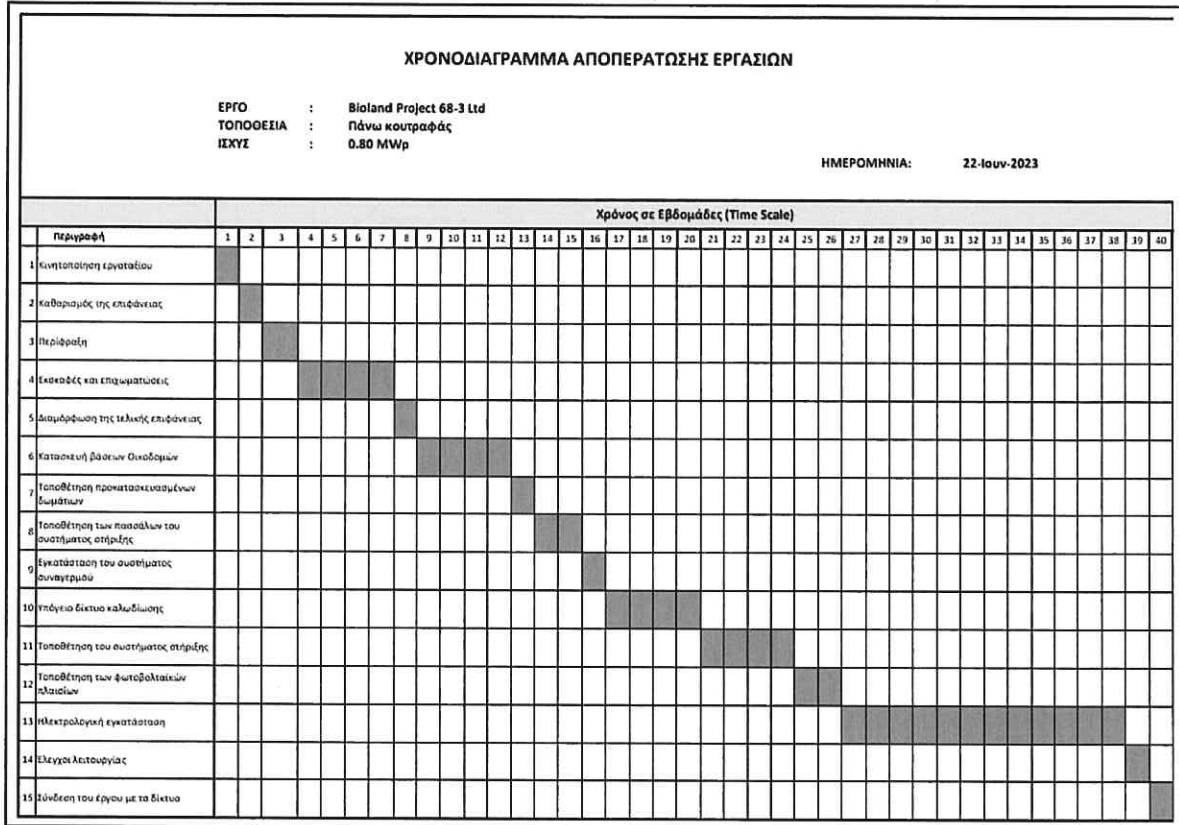 ΧΡΟΝΟΔΙΑΓΡΑΜΜΑ ΑΠΟΠΕΡΑΤΩΣΗΣ ΕΡΓΑΣΙΩΝ
ΕΡΓΟ : Bioland Project 68-3 Ltd
ΤΟΠΟΘΕΣΙΑ : Πάνω κουτραφάς
ΙΣΧΥΣ : 0.80 MWp
ΗΜΕΡΟΜΗΝΙΑ: 22-Ιουν-2023
Χρόνος σε Εβδομάδες (Time Scale)
Περιγραφή 1 2 3 4 5 6 7 8 9 10 11 12 13 14 15 16 17 18 19 20 21 22 23 24 25 26 27 28 29 30 31 32 33 34 35 36 37 38 39 40
1 Κινητοποίηση εργοταξίου
2 Καθαρισμός της επιφάνειας
3 Περίφραξη
4 Εκσκαφές και επιχωματώσεις
5 Διαμόρφωση της τελικής επιφάνειας
6 Κατασκευή βάσεων Οικοδομών
7 Τοποθέτηση προκατασκευασμένων
δωμάτιων
8 Τοποθέτηση των πασσάλων του
συστήματος στήριξης
9 Εγκατάσταση του συστήματος
συναγερμού
10 Υπόγειο δίκτυο καλωδίωσης
11 Τοποθέτηση του συστήματος στήριξης
12 Τοποθέτηση των φωτοβολταϊκών
πλαισίων
13 Ηλεκτρολογική εγκατάσταση
14 Έλεγχοι λειτουργίας
15 Σύνδεση του έργου με το δίκτυο